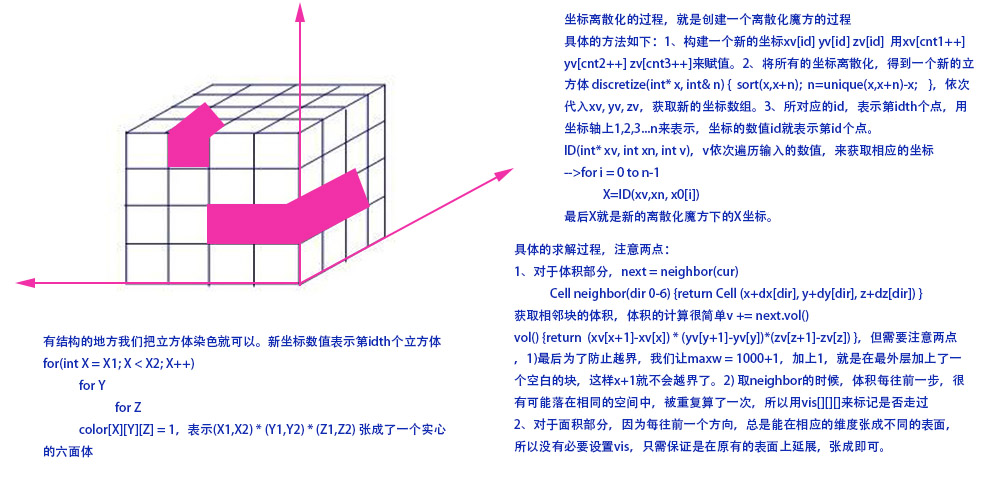 坐标离散化的过程，就是创建一个离散化魔方的过程
具体的方法如下：1、构建一个新的坐标xv[id] yv[id] zv[id]  用xv[cnt1++]
yv[cnt2++] zv[cnt3++]来赋值。2、将所有的坐标离散化，得到一个新的立
方体 discretize(int* x, int& n) {  sort(x,x+n);  n=unique(x,x+n)-x;   }，依次
代入xv, yv, zv，获取新的坐标数组。3、所对应的id，表示第idth个点，用
坐标轴上1,2,3...n来表示，坐标的数值id就表示第id个点。
ID(int* xv, int xn, int v)，v依次遍历输入的数值，来获取相应的坐标
-->for i = 0 to n-1
X=ID(xv,xn, x0[i])
最后X就是新的离散化魔方下的X坐标。
具体的求解过程，注意两点：
1、对于体积部分，next = neighbor(cur)
Cell neighbor(dir 0-6) {return Cell (x+dx[dir], y+dy[dir], z+dz[dir]) }
获取相邻块的体积，体积的计算很简单v += next.vol()
vol() {return  (xv[x+1]-xv[x]) * (yv[y+1]-yv[y])*(zv[z+1]-zv[z]) }，但需要注意两点
，1)最后为了防止越界，我们让maxw = 1000+1，加上1，就是在最外层加上了一
个空白的块，这样x+1就不会越界了。2) 取neighbor的时候，体积每往前一步，很
有可能落在相同的空间中，被重复算了一次，所以用vis[][][]来标记是否走过
2、对于面积部分，因为每往前一个方向，总是能在相应的维度张成不同的表面，
所以没有必要设置vis，只需保证是在原有的表面上延展，张成即可。
有结构的地方我们把立方体染色就可以。新坐标数值表示第idth个立方体
for(int X = X1; X < X2; X++)
for Y
for Z
color[X][Y][Z] = 1，表示(X1,X2) * (Y1,Y2) * (Z1,Z2) 张成了一个实心
的六面体